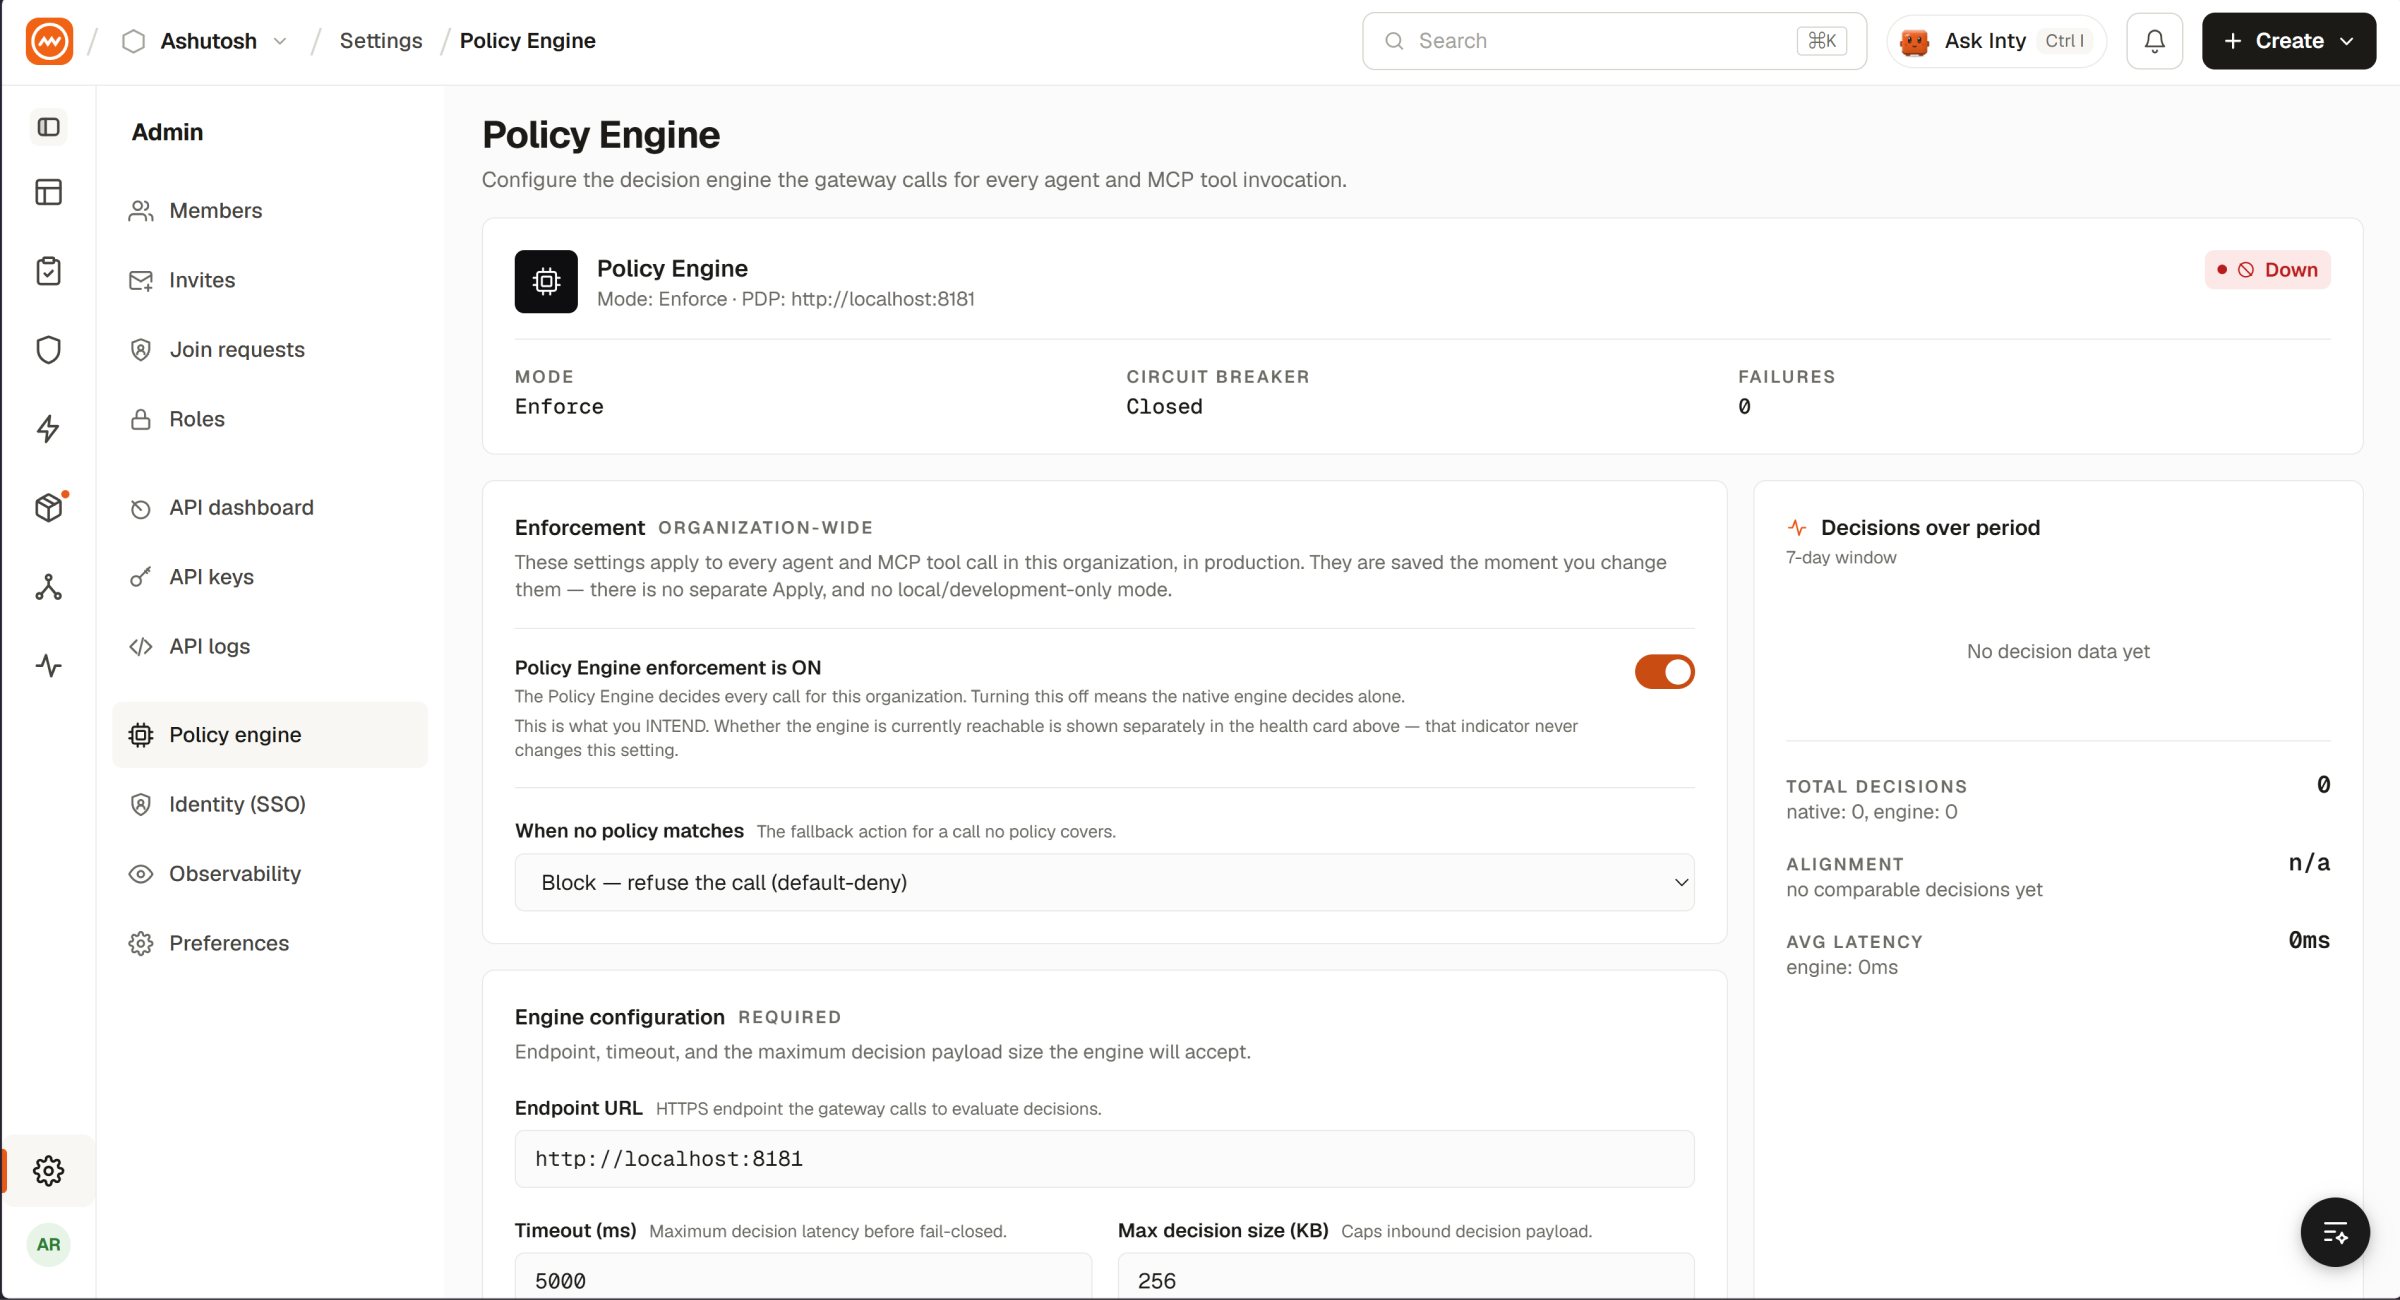 / Ashutosh / Settings / Policy Engine
Search ⌘K
Ask Inty Ctrl I
+ Create
Admin
Members
Invites
Join requests
Roles
API dashboard
API keys
API logs
Policy engine
Identity (SSO)
Observability
Preferences
AR
Policy Engine
Configure the decision engine the gateway calls for every agent and MCP tool invocation.
Policy Engine
Mode: Enforce · PDP: http://localhost:8181
Down
MODE
Enforce
CIRCUIT BREAKER
Closed
FAILURES
0
Enforcement ORGANIZATION-WIDE
These settings apply to every agent and MCP tool call in this organization, in production. They are saved the moment you change
them — there is no separate Apply, and no local/development-only mode.
Policy Engine enforcement is ON
The Policy Engine decides every call for this organization. Turning this off means the native engine decides alone.
This is what you INTEND. Whether the engine is currently reachable is shown separately in the health card above — that indicator never
changes this setting.
When no policy matches The fallback action for a call no policy covers.
Block — refuse the call (default-deny)
Engine configuration REQUIRED
Endpoint, timeout, and the maximum decision payload size the engine will accept.
Endpoint URL HTTPS endpoint the gateway calls to evaluate decisions.
http://localhost:8181
Timeout (ms) Maximum decision latency before fail-closed.
5000
Max decision size (KB) Caps inbound decision payload.
256
Decisions over period
7-day window
No decision data yet
TOTAL DECISIONS 0
native: 0, engine: 0
ALIGNMENT n/a
no comparable decisions yet
AVG LATENCY 0ms
engine: 0ms